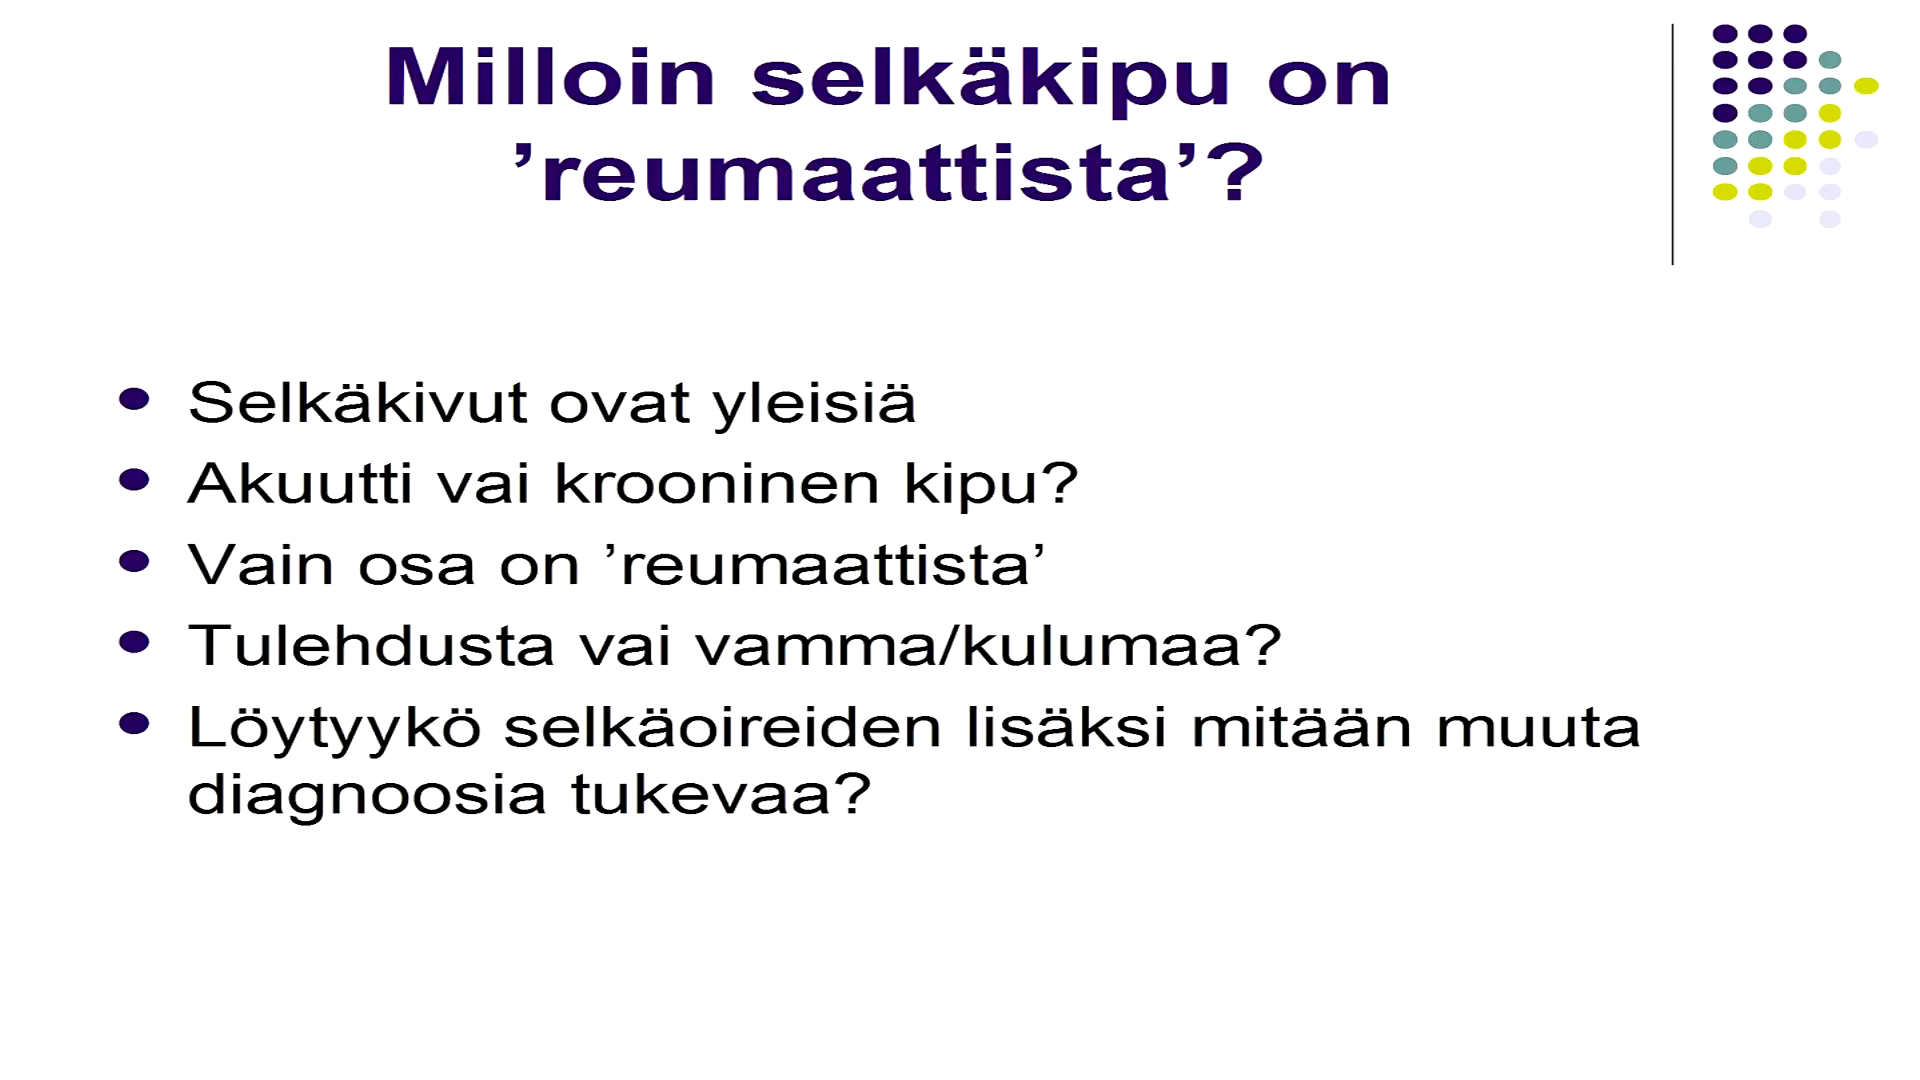 Milloin selkäkipu on
’reumaattista’?
Selkäkivut ovat yleisiä
Akuutti vai krooninen kipu?
Vain osa on ’reumaattista’
Tulehdusta vai vamma/kulumaa?
Löytyykö selkäoireiden lisäksi mitään muuta
diagnoosia tukevaa?